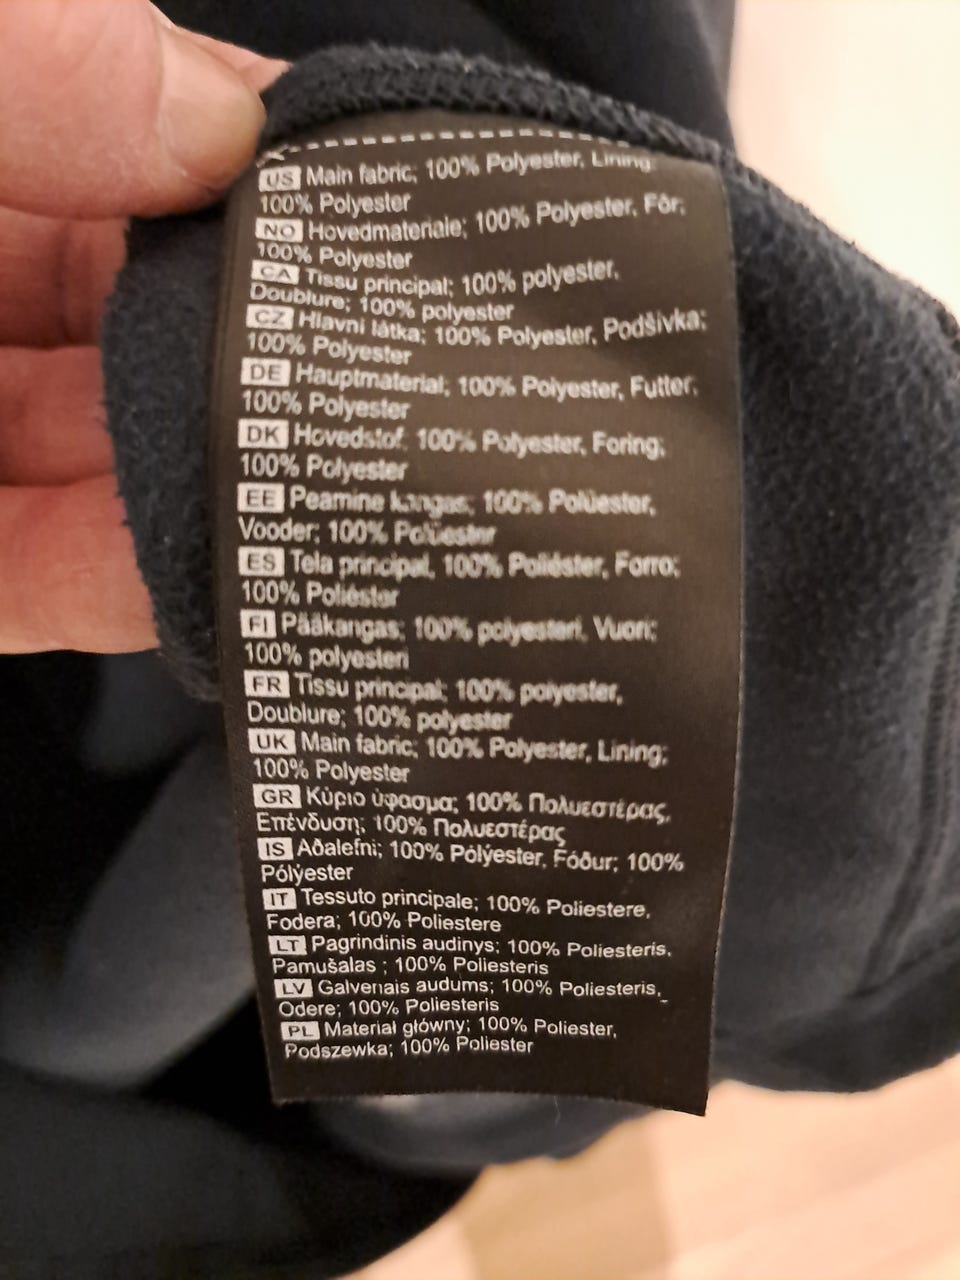 US Main fabric; 100% Polyester, Lining;
100% Polyester
NO Hovedmateriale; 100% Polyester, Fôr;
100% Polyester
CA Tissu principal; 100% polyester,
Doublure; 100% polyester
CZ Hlavní látka; 100% Polyester, Podšívka;
100% Polyester
DE Hauptmaterial; 100% Polyester, Futter;
100% Polyester
DK Hovedstof; 100% Polyester, Foring;
100% Polyester
EE Peamine kangas; 100% Polüester,
Vooder; 100% Polüester
ES Tela principal, 100% Poliéster, Forro;
100% Poliéster
FI Pääkangas; 100% polyesteri, Vuori;
100% polyesteri
FR Tissu principal; 100% polyester,
Doublure; 100% polyester
UK Main fabric; 100% Polyester, Lining;
100% Polyester
GR Κύριο ύφασμα; 100% Πολυεστέρας,
Επένδυση; 100% Πολυεστέρας
IS Aðalefni; 100% Pólýester, Fóður; 100%
Pólýester
IT Tessuto principale; 100% Poliestere,
Fodera; 100% Poliestere
LT Pagrindinis audinys; 100% Poliesteris,
Pamušalas ; 100% Poliesteris
LV Galvenais audums; 100% Poliesteris,
Odere; 100% Poliesteris
PL Materiał główny; 100% Poliester,
Podszewka; 100% Poliester